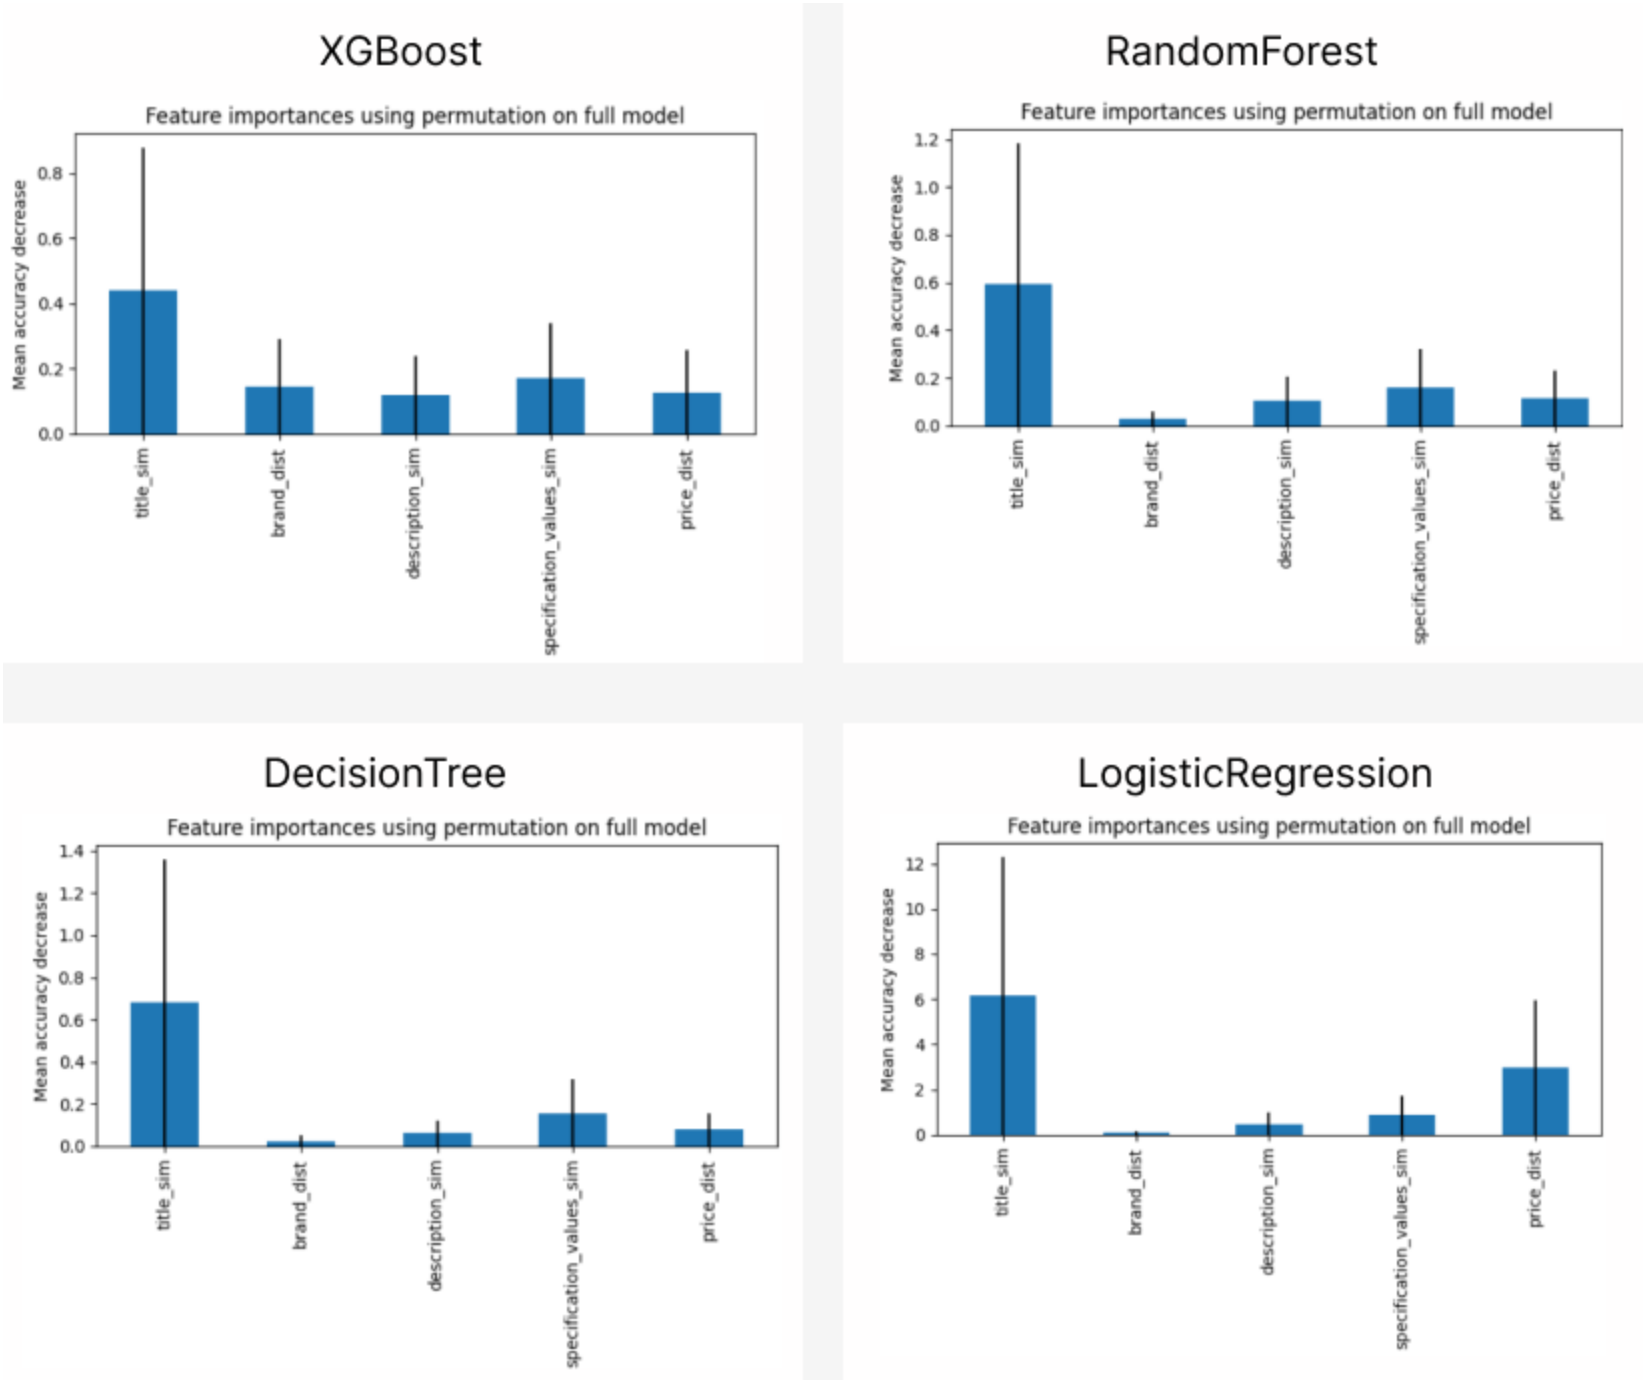 XGBoost
Feature importances using permutation on full model
Mean accuracy decrease
0.8
0.6
0.4
0.2
0.0
title_sim
brand_dist
description_sim
specification_values_sim
price_dist
RandomForest
Feature importances using permutation on full model
Mean accuracy decrease
1.2
1.0
0.8
0.6
0.4
0.2
0.0
title_sim
brand_dist
description_sim
specification_values_sim
price_dist
DecisionTree
Feature importances using permutation on full model
Mean accuracy decrease
1.4
1.2
1.0
0.8
0.6
0.4
0.2
0.0
title_sim
brand_dist
description_sim
specification_values_sim
price_dist
LogisticRegression
Feature importances using permutation on full model
Mean accuracy decrease
12
10
8
6
4
2
0
title_sim
brand_dist
description_sim
specification_values_sim
price_dist